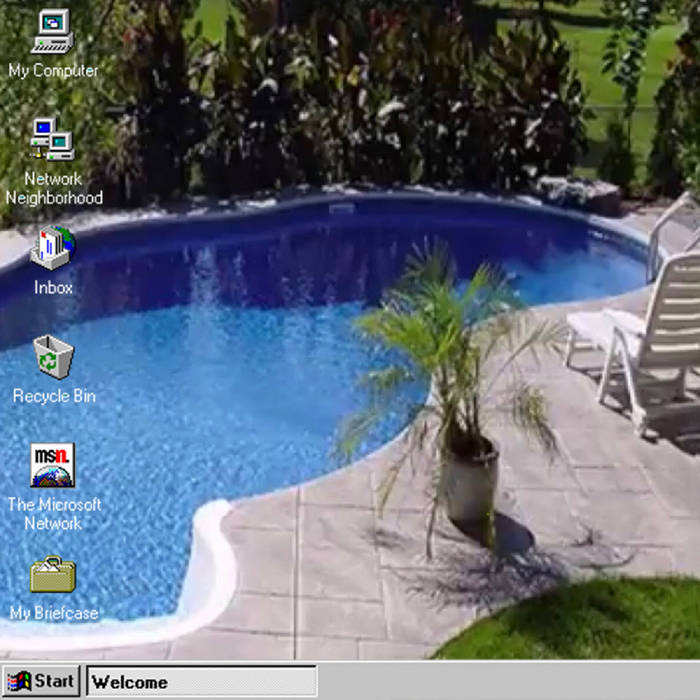 My Computer
Network
Neighborhood
Inbox
Recycle Bin
msn.
The Microsoft
Network
My Briefcase
Start
Welcome